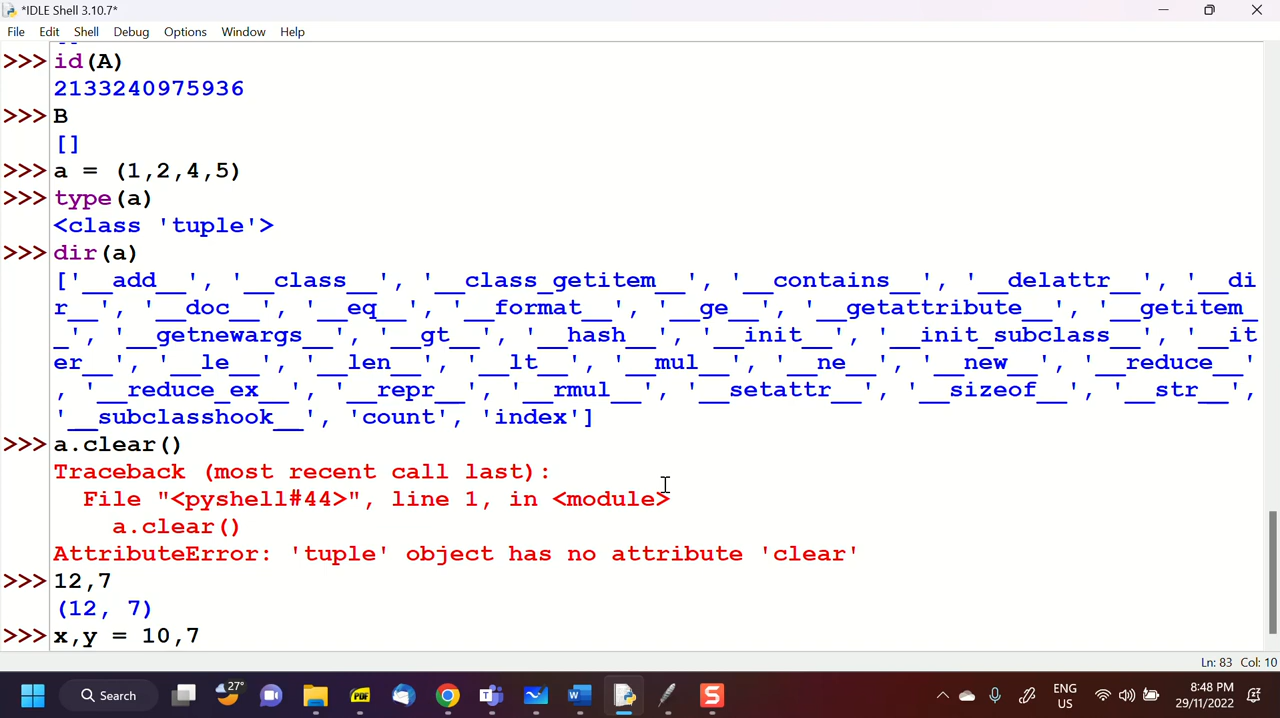 *IDLE Shell 3.10.7*
File Edit Shell Debug Options Window Help
>>> id(A)
2133240975936
>>> B
[]
>>> a = (1,2,4,5)
>>> type(a)
<class 'tuple'>
>>> dir(a)
['__add__', '__class__', '__class_getitem__', '__contains__', '__delattr__', '__di
r__', '__doc__', '__eq__', '__format__', '__ge__', '__getattribute__', '__getitem_
_', '__getnewargs__', '__gt__', '__hash__', '__init__', '__init_subclass__', '__it
er__', '__le__', '__len__', '__lt__', '__mul__', '__ne__', '__new__', '__reduce__'
, '__reduce_ex__', '__repr__', '__rmul__', '__setattr__', '__sizeof__', '__str__',
'__subclasshook__', 'count', 'index']
>>> a.clear()
Traceback (most recent call last):
File "<pyshell#44>", line 1, in <module>
a.clear()
AttributeError: 'tuple' object has no attribute 'clear'
>>> 12,7
(12, 7)
>>> x,y = 10,7
Ln: 83 Col: 10
Search
27°
PDF
W
S
ENG
US
8:48 PM
29/11/2022